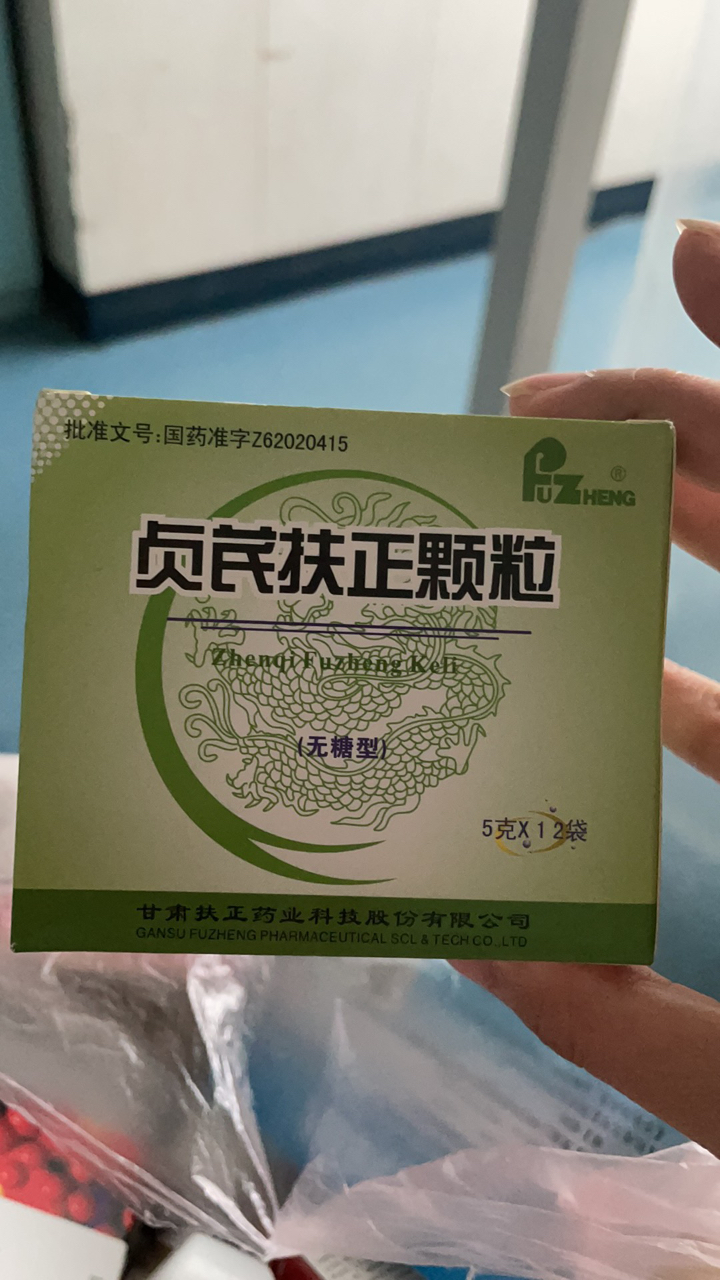 批准文号:国药准字Z62020415
FUZHENG®
贞芪扶正颗粒
Zhenqi Fuzheng Keli
(无糖型)
5克X12袋
甘肃扶正药业科技股份有限公司
GANSU FUZHENG PHARMACEUTICAL SCL & TECH CO.,LTD